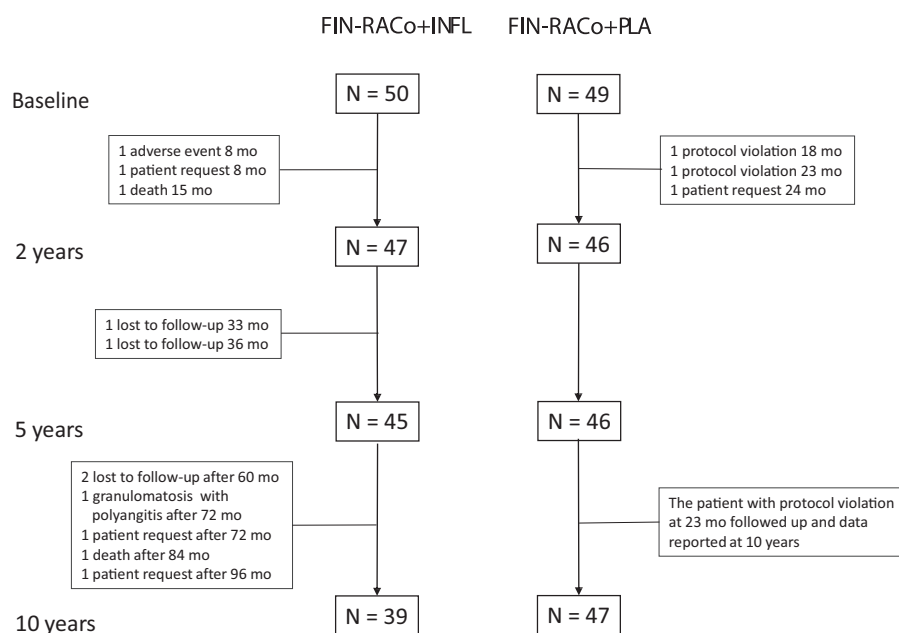 FIN-RACo+INFL FIN-RACo+PLA
Baseline
N = 50
N = 49
1 adverse event 8 mo
1 patient request 8 mo
1 death 15 mo
1 protocol violation 18 mo
1 protocol violation 23 mo
1 patient request 24 mo
2 years
N = 47
N = 46
1 lost to follow-up 33 mo
1 lost to follow-up 36 mo
5 years
N = 45
N = 46
2 lost to follow-up after 60 mo
1 granulomatosis with
polyangitis after 72 mo
1 patient request after 72 mo
1 death after 84 mo
1 patient request after 96 mo
The patient with protocol violation
at 23 mo followed up and data
reported at 10 years
10 years
N = 39
N = 47